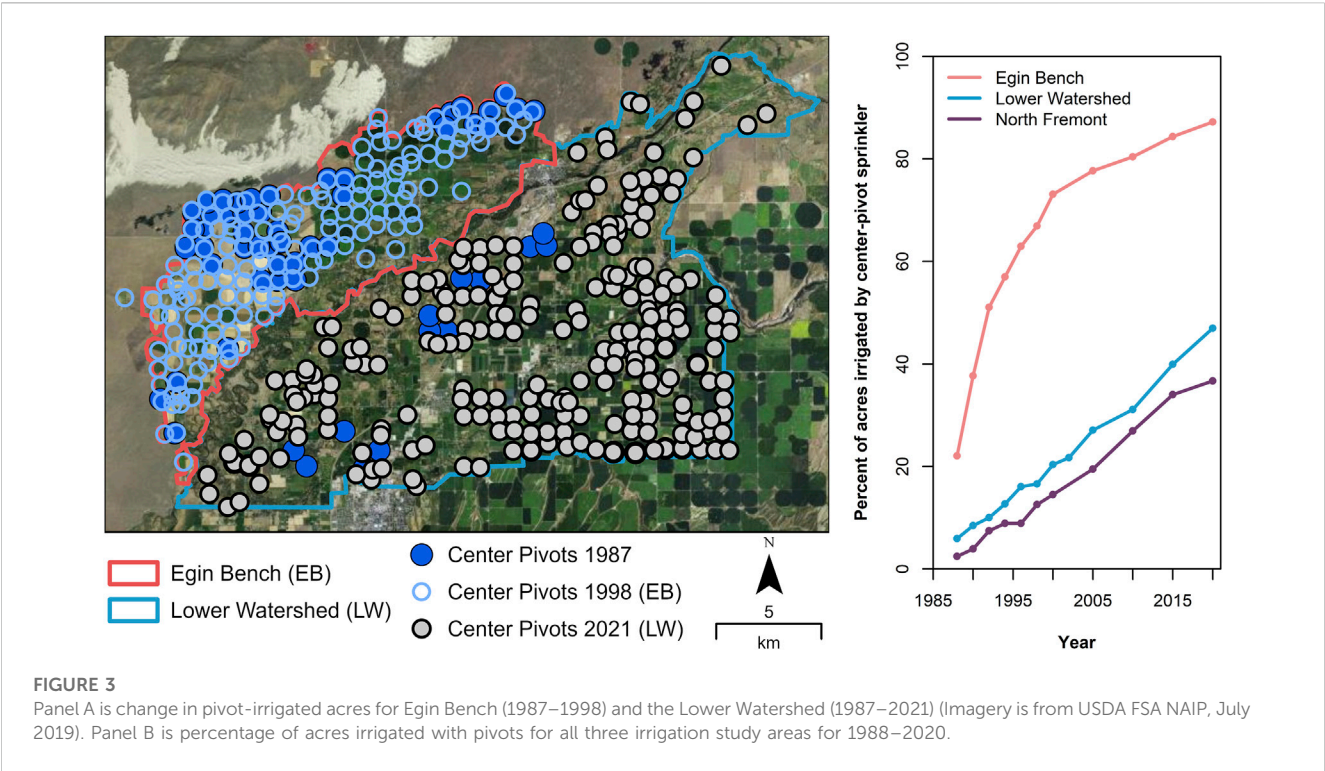 Egin Bench (EB)
Lower Watershed (LW)
Center Pivots 1987
Center Pivots 1998 (EB)
Center Pivots 2021 (LW)
N
5
km
Percent of acres irrigated by center-pivot sprinkler
100
80
60
40
20
0
Egin Bench
Lower Watershed
North Fremont
1985 1995 2005 2015
Year
FIGURE 3
Panel A is change in pivot-irrigated acres for Egin Bench (1987–1998) and the Lower Watershed (1987–2021) (Imagery is from USDA FSA NAIP, July
2019). Panel B is percentage of acres irrigated with pivots for all three irrigation study areas for 1988–2020.